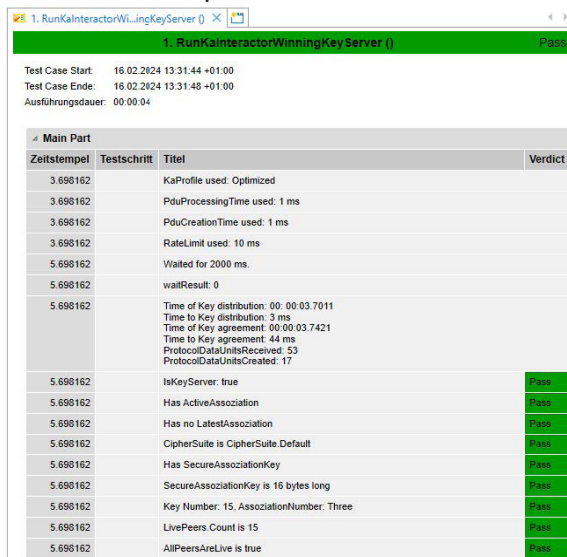 1. RunKaInteractorWi...ingKeyServer ()
1. RunKaInteractorWinningKeyServer () Pass
Test Case Start: 16.02.2024 13:31:44 +01:00
Test Case Ende: 16.02.2024 13:31:48 +01:00
Ausführungsdauer: 00:00:04
Main Part
Zeitstempel Testschritt Titel Verdict
3.698162 KaProfile used: Optimized
3.698162 PduProcessingTime used: 1 ms
3.698162 PduCreationTime used: 1 ms
3.698162 RateLimit used: 10 ms
5.698162 Waited for 2000 ms.
5.698162 waitResult: 0
5.698162 Time of Key distribution: 00: 00:03.7011
Time to Key distribution: 3 ms
Time of Key agreement: 00:00:03.7421
Time to Key agreement: 44 ms
ProtocolDataUnitsReceived: 53
ProtocolDataUnitsCreated: 17
5.698162 IsKeyServer: true Pass
5.698162 Has ActiveAssoziation Pass
5.698162 Has no LatestAssoziation Pass
5.698162 CipherSuite is CipherSuite.Default Pass
5.698162 Has SecureAssoziationKey Pass
5.698162 SecureAssoziationKey is 16 bytes long Pass
5.698162 Key Number: 15, AssoziationNumber: Three Pass
5.698162 LivePeers.Count is 15 Pass
5.698162 AllPeersAreLive is true Pass